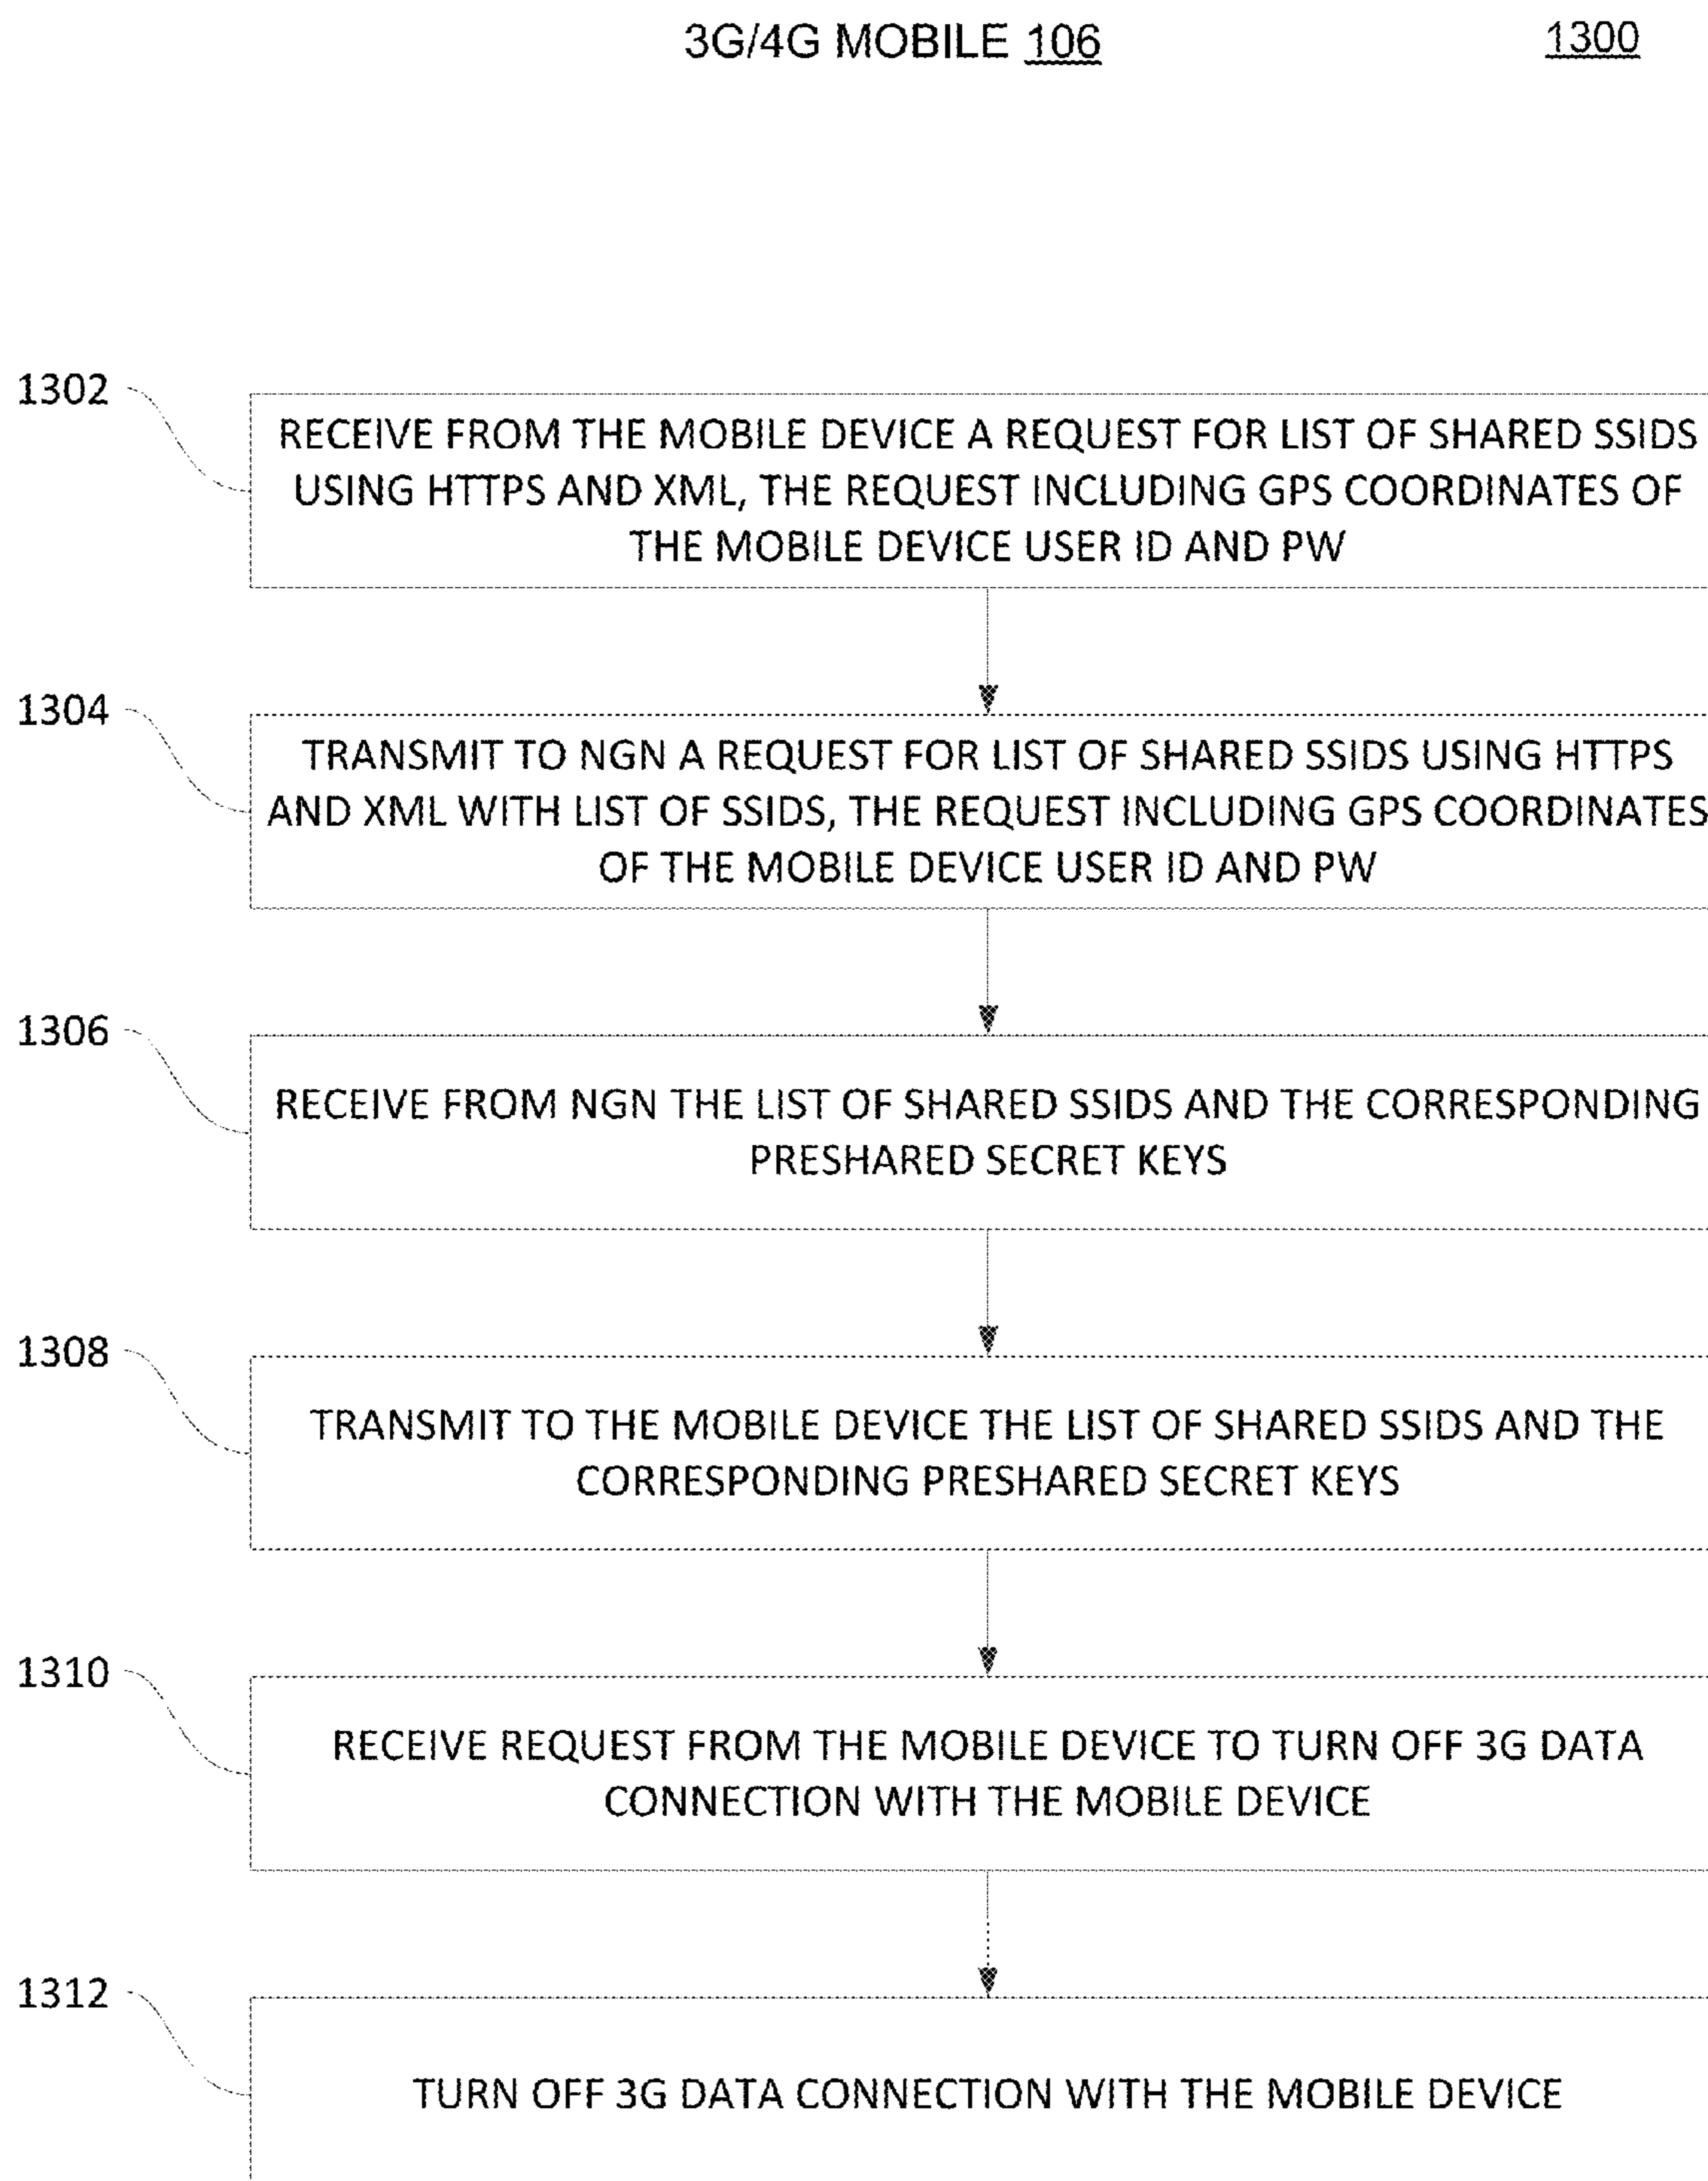 3G/4G MOBILE 106
1300
1302
RECEIVE FROM THE MOBILE DEVICE A REQUEST FOR LIST OF SHARED SSIDS
USING HTTPS AND XML, THE REQUEST INCLUDING GPS COORDINATES OF
THE MOBILE DEVICE USER ID AND PW
1304
TRANSMIT TO NGN A REQUEST FOR LIST OF SHARED SSIDS USING HTTPS
AND XML WITH LIST OF SSIDS, THE REQUEST INCLUDING GPS COORDINATES
OF THE MOBILE DEVICE USER ID AND PW
1306
RECEIVE FROM NGN THE LIST OF SHARED SSIDS AND THE CORRESPONDING
PRESHARED SECRET KEYS
1308
TRANSMIT TO THE MOBILE DEVICE THE LIST OF SHARED SSIDS AND THE
CORRESPONDING PRESHARED SECRET KEYS
1310
RECEIVE REQUEST FROM THE MOBILE DEVICE TO TURN OFF 3G DATA
CONNECTION WITH THE MOBILE DEVICE
1312
TURN OFF 3G DATA CONNECTION WITH THE MOBILE DEVICE